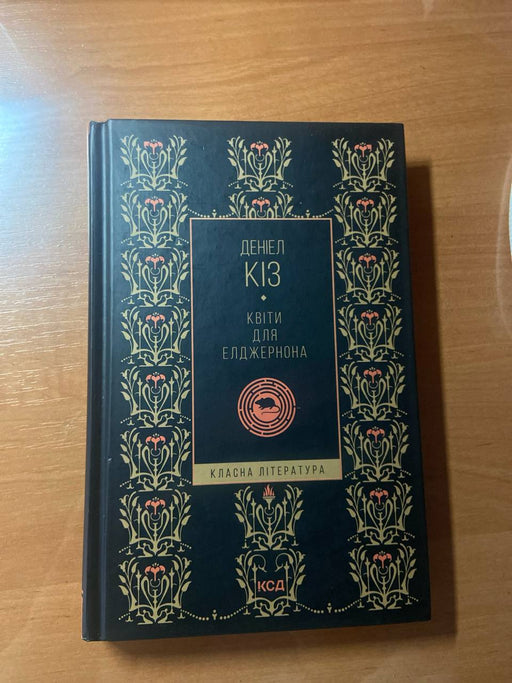 ДЕНІЕЛ
КІЗ
КВІТИ
ДЛЯ
ЕЛДЖЕРНОНА
КЛАСНА ЛІТЕРАТУРА
КСД